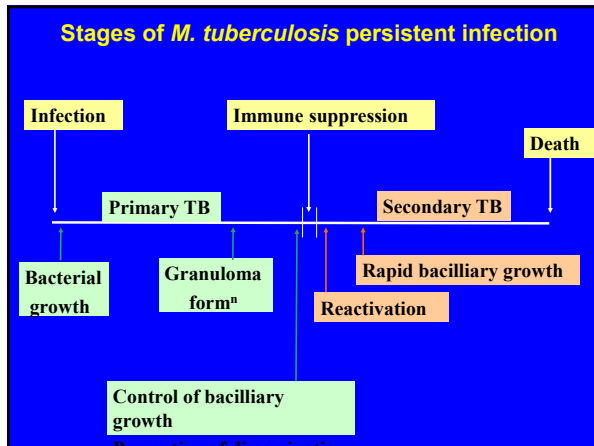 Stages of M. tuberculosis persistent infection
Infection
Immune suppression
Death
Primary TB
Secondary TB
Bacterial
growth
Granuloma
formⁿ
Rapid bacilliary growth
Reactivation
Control of bacilliary
growth